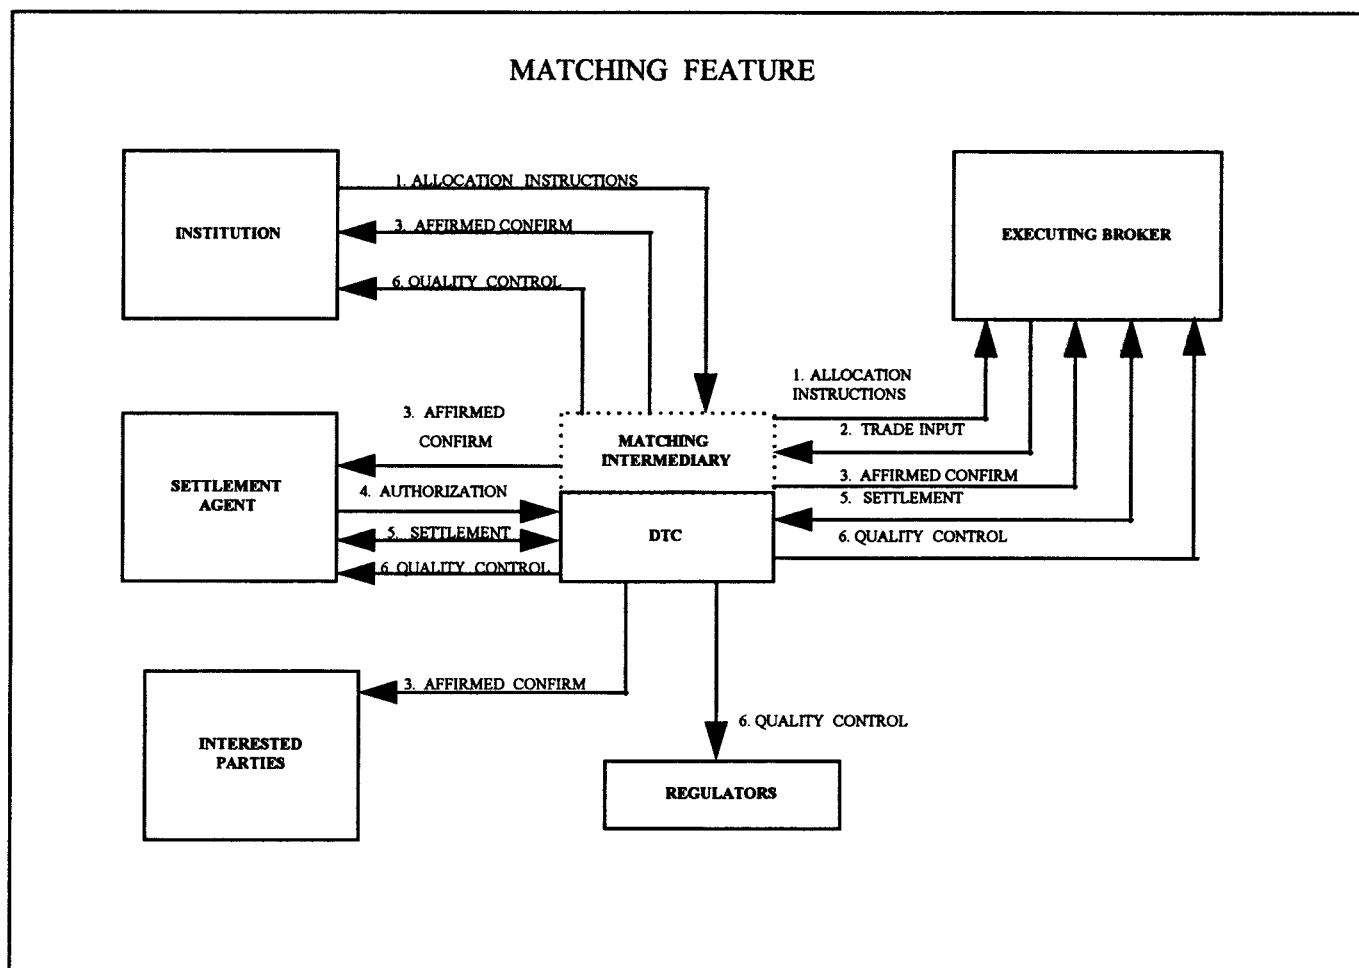 MATCHING FEATURE
1. ALLOCATION INSTRUCTIONS
3. AFFIRMED CONFIRM
INSTITUTION
6. QUALITY CONTROL
EXECUTING BROKER
1. ALLOCATION
INSTRUCTIONS
2. TRADE INPUT
3. AFFIRMED CONFIRM
5. SETTLEMENT
6. QUALITY CONTROL
3. AFFIRMED
CONFIRM
MATCHING
INTERMEDIARY
SETTLEMENT
AGENT
4. AUTHORIZATION
5. SETTLEMENT
DTC
6. QUALITY CONTROL
3. AFFIRMED CONFIRM
6. QUALITY CONTROL
INTERESTED
PARTIES
REGULATORS